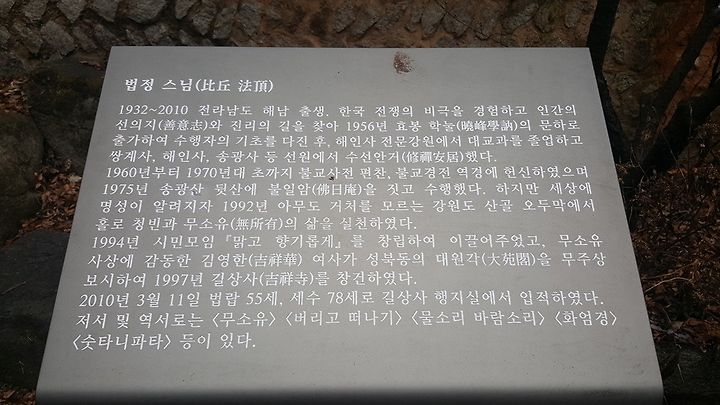 법정 스님(比丘 法頂)
1932~2010 전라남도 해남 출생. 한국 전쟁의 비극을 경험하고 인간의
선의지(善意志)와 진리의 길을 찾아 1956년 효봉 학눌(曉峰學訥)의 문하로
출가하여 수행자의 기초를 다진 후, 해인사 전문강원에서 대교과를 졸업하고
쌍계사, 해인사, 송광사 등 선원에서 수선안거(修禪安居)했다.
1960년부터 1970년대 초까지 불교사전 편찬, 불교경전 역경에 헌신하였으며
1975년 송광산 뒷산에 불일암(佛日庵)을 짓고 수행했다. 하지만 세상에
명성이 알려지자 1992년 아무도 거처를 모르는 강원도 산골 오두막에서
홀로 청빈과 무소유(無所有)의 삶을 실천하였다.
1994년 시민모임 『맑고 향기롭게』를 창립하여 이끌어주었고, 무소유
사상에 감동한 김영한(吉祥華) 여사가 성북동의 대원각(大苑閣)을 무주상
보시하여 1997년 길상사(吉祥寺)를 창건하였다.
2010년 3월 11일 법랍 55세, 세수 78세로 길상사 행지실에서 입적하였다.
저서 및 역서로는 〈무소유〉 〈버리고 떠나기〉 〈물소리 바람소리〉 〈화엄경〉
〈숫타니파타〉 등이 있다.